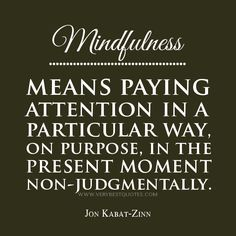 Mindfulness
MEANS PAYING
ATTENTION IN A
PARTICULAR WAY,
ON PURPOSE, IN THE
PRESENT MOMENT
NON-JUDGMENTALLY.
WWW.VERYBESTQUOTES.COM
JON KABAT-ZINN